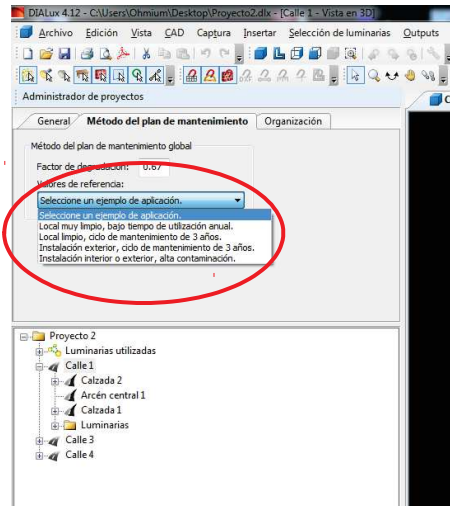 DIALux 4.12 - C:\Users\Ohmium\Desktop\Proyecto2.dlx - [Calle 1 - Vista en 3D]
Archivo Edición Vista CAD Captura Insertar Selección de luminarias Outputs
Administrador de proyectos
General Método del plan de mantenimiento Organización
Método del plan de mantenimiento global
Factor de degradación: 0.67
Valores de referencia:
Seleccione un ejemplo de aplicación.
Seleccione un ejemplo de aplicación.
Local muy limpio, bajo tiempo de utilización anual.
Local limpio, ciclo de mantenimiento de 3 años.
Instalación exterior, ciclo de mantenimiento de 3 años.
Instalación interior o exterior, alta contaminación.
Proyecto 2
Luminarias utilizadas
Calle 1
Calzada 2
Arcén central 1
Calzada 1
Luminarias
Calle 3
Calle 4